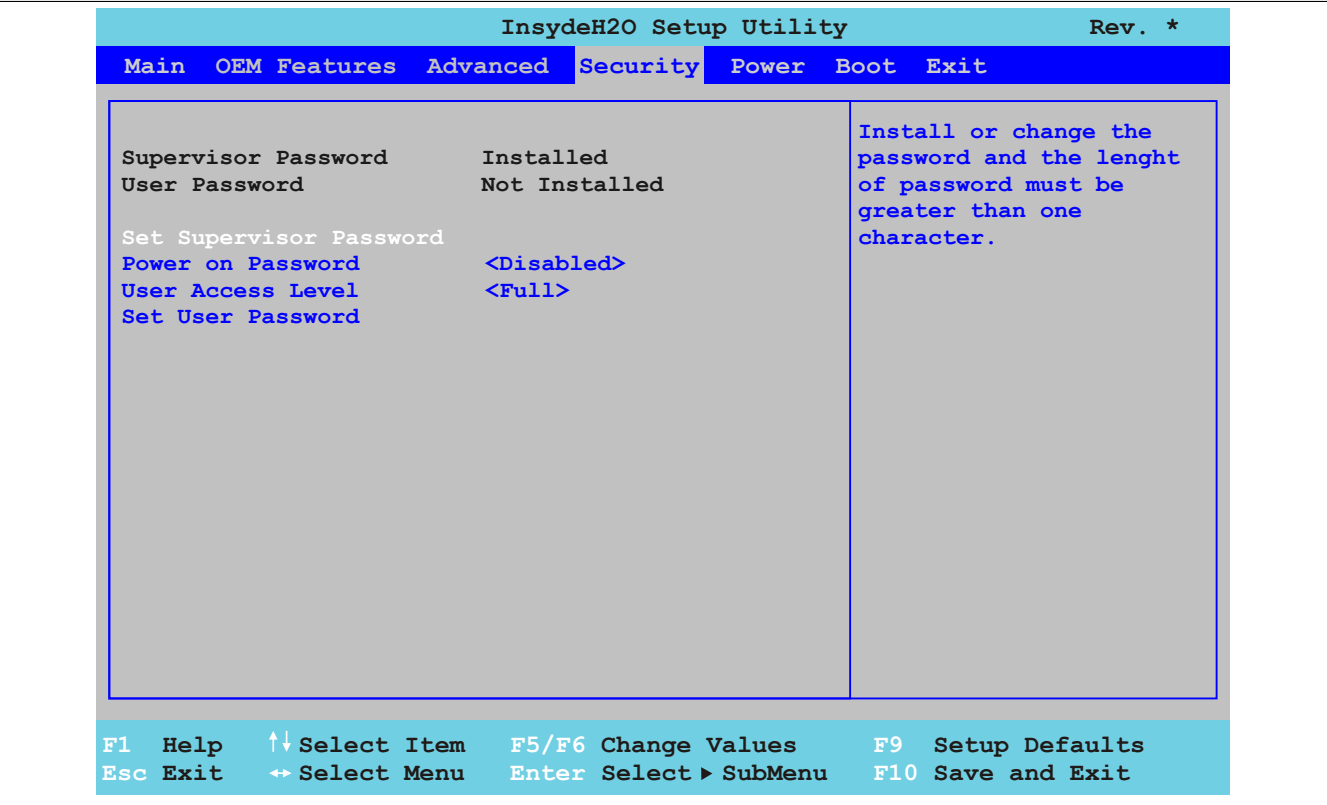 InsydeH2O Setup Utility Rev. *
Main OEM Features Advanced Security Power Boot Exit
Supervisor Password Installed
User Password Not Installed
Set Supervisor Password
Power on Password <Disabled>
User Access Level <Full>
Set User Password
Install or change the
password and the lenght
of password must be
greater than one
character.
F1 Help ↑↓ Select Item F5/F6 Change Values F9 Setup Defaults
Esc Exit ↔ Select Menu Enter Select ▶ SubMenu F10 Save and Exit